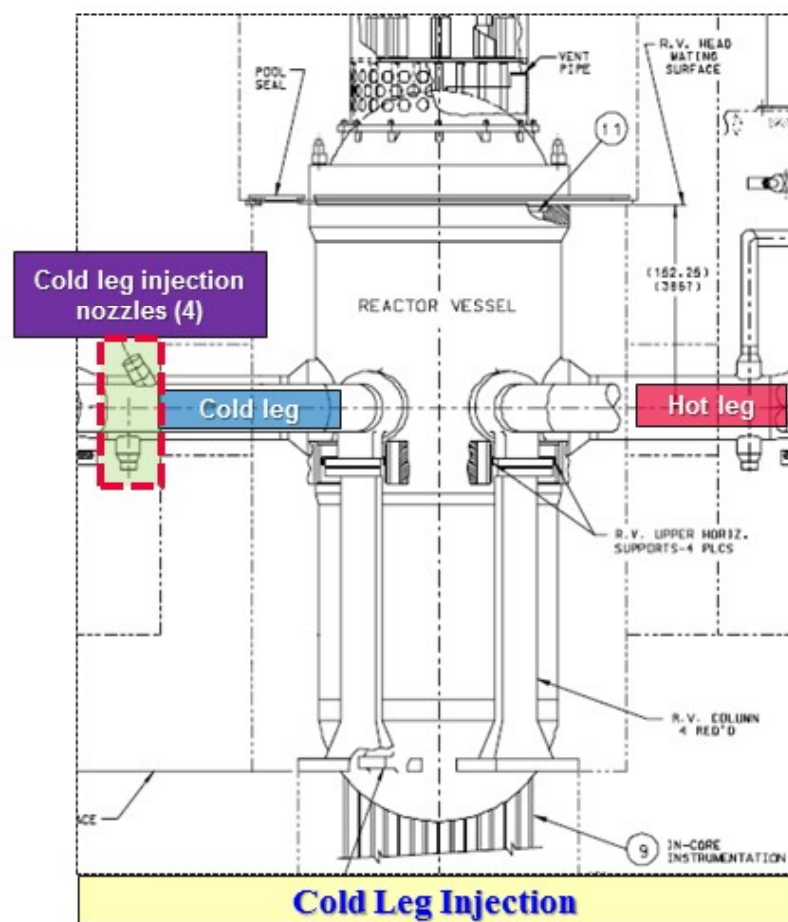 POOL
SEAL
VENT
PIPE
R.V. HEAD
MATING
SURFACE
11
Cold leg injection
nozzles (4)
(152.25)
(3867)
REACTOR VESSEL
Cold leg
Hot leg
R.V. UPPER HORIZ.
SUPPORTS-4 PLCS
R.V. COLUMN
4 REQ'D
9
IN-CORE
INSTRUMENTATION
Cold Leg Injection